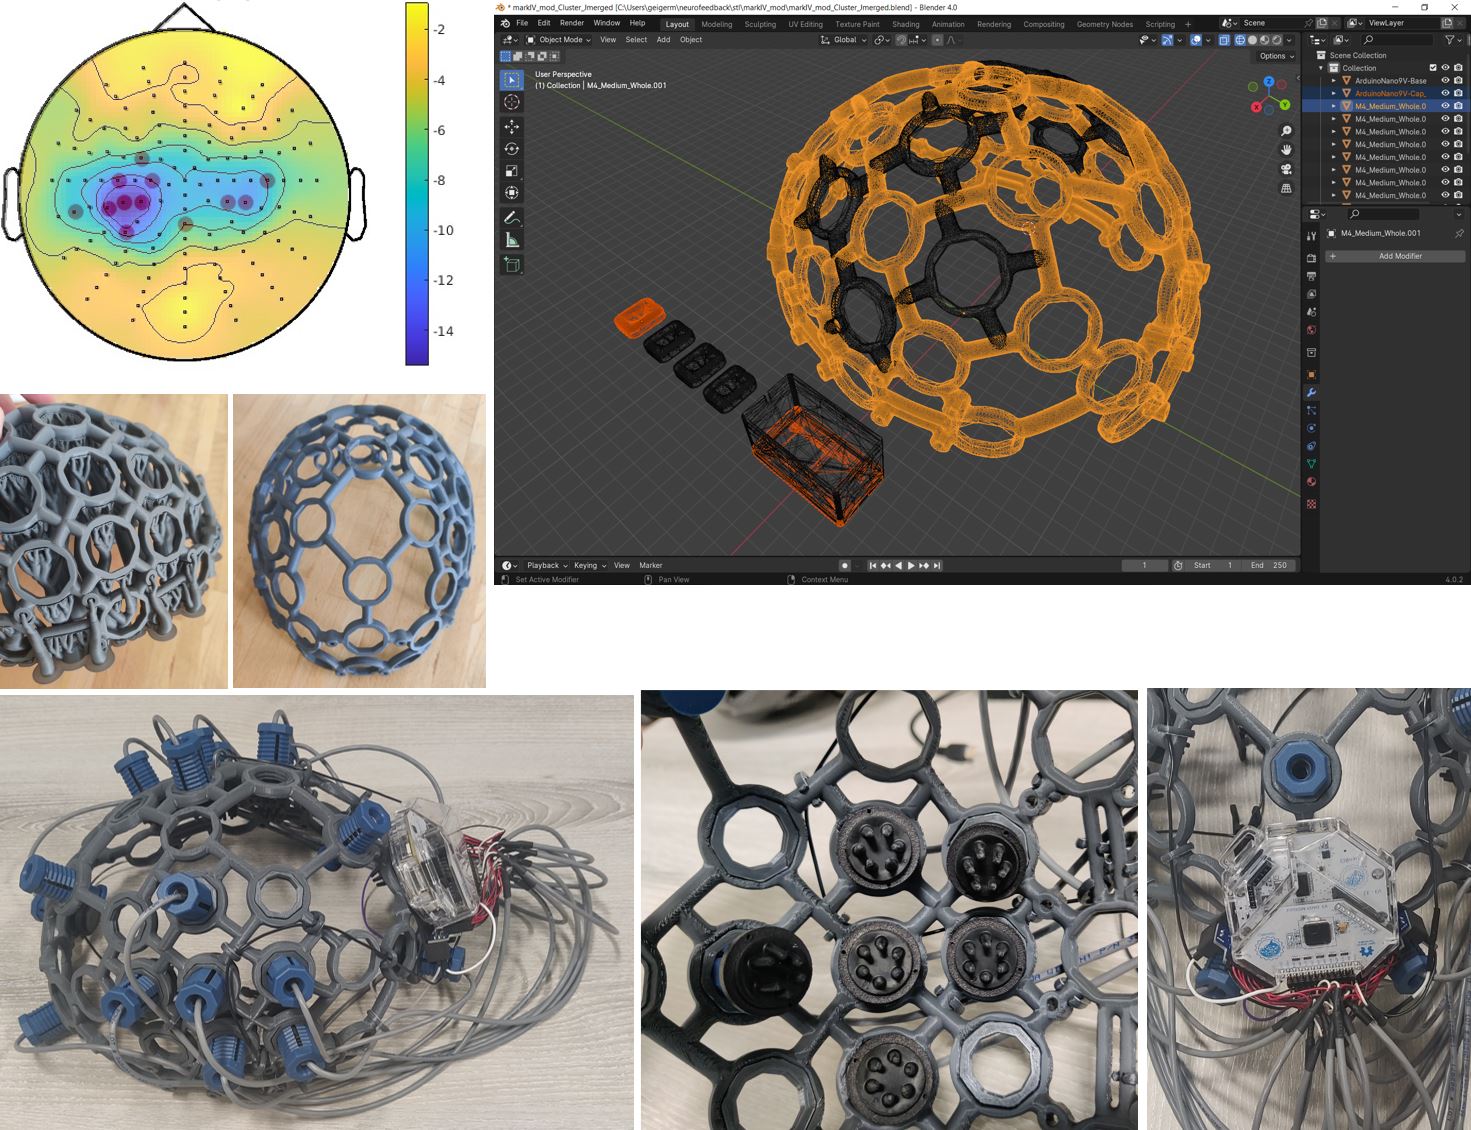 -2
-4
-6
-8
-10
-12
-14
* markIV_mod_Cluster_Jmerged [C:\Users\geigerm\neurofeedback\stl\markIV_mod\markIV_mod_Cluster_Jmerged.blend] - Blender 4.0
File Edit Render Window Help Layout Modeling Sculpting UV Editing Texture Paint Shading Animation Rendering Compositing Geometry Nodes Scripting + Scene ViewLayer
Object Mode View Select Add Object Global
Options
User Perspective
(1) Collection | M4_Medium_Whole.001
X
Y
Z
Scene Collection
Collection
ArduinoNano9V-Base
ArduinoNano9V-Cap_
M4_Medium_Whole.0
M4_Medium_Whole.0
M4_Medium_Whole.0
M4_Medium_Whole.0
M4_Medium_Whole.0
M4_Medium_Whole.0
M4_Medium_Whole.0
M4_Medium_Whole.0
M4_Medium_Whole.001
+ Add Modifier
Playback Keying View Marker 1 Start 1 End 250
Set Active Modifier Pan View Context Menu 4.0.2